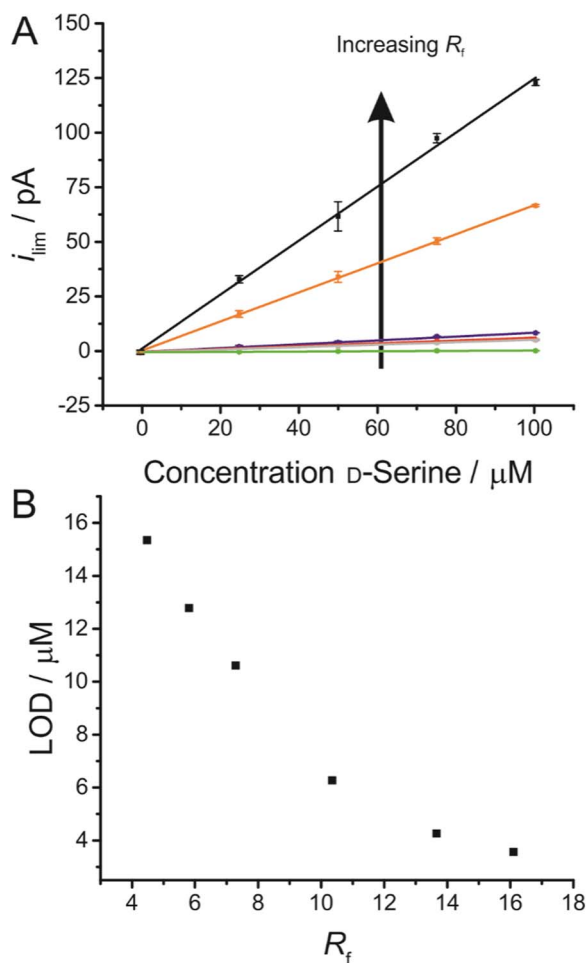 A
Increasing Rf
150
125
100
75
50
25
0
-25
ilim / pA
0 20 40 60 80 100
Concentration D-Serine / μM
B
16
14
12
10
8
6
4
LOD / μM
4 6 8 10 12 14 16 18
Rf